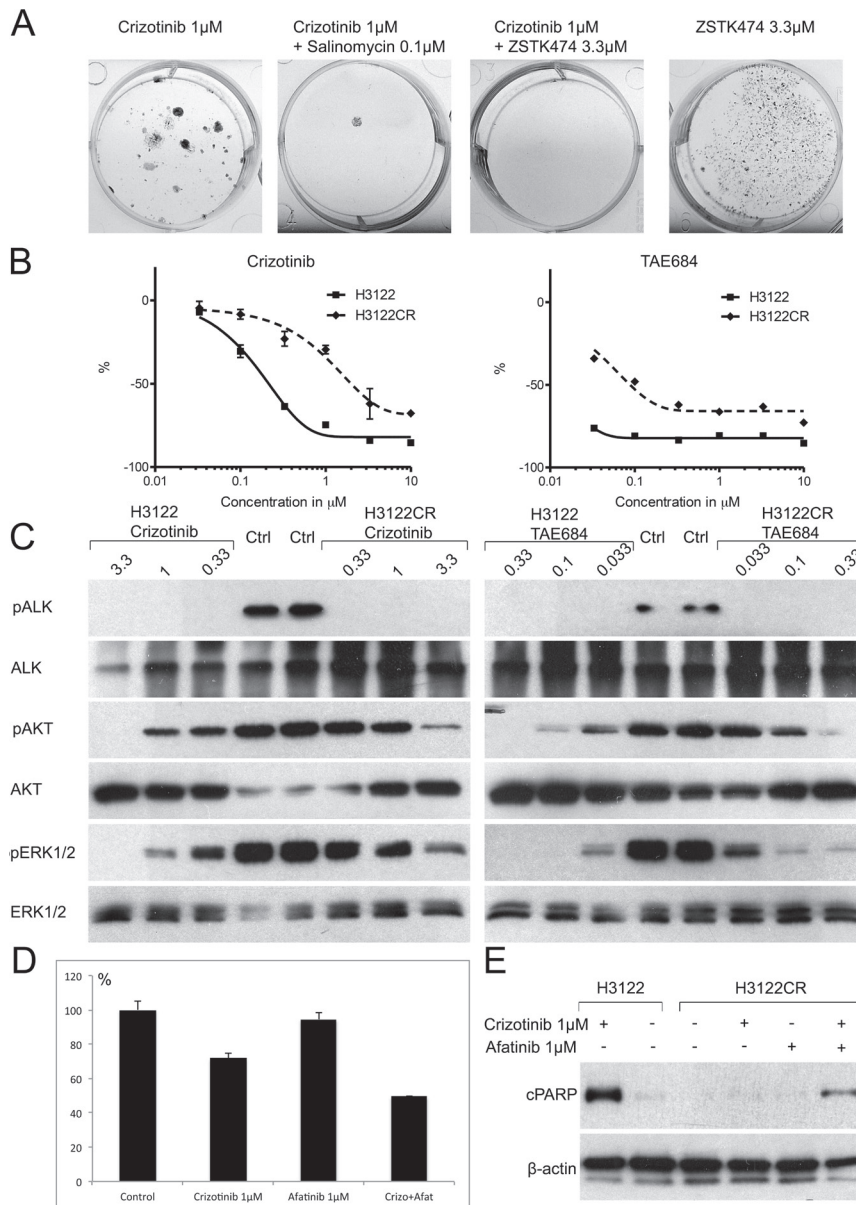 A
Crizotinib 1µM
Crizotinib 1µM
+ Salinomycin 0.1µM
Crizotinib 1µM
+ ZSTK474 3.3µM
ZSTK474 3.3µM
B
Crizotinib
H3122
H3122CR
%
0
-50
-100
0.01 0.1 1 10
Concentration in µM
TAE684
H3122
H3122CR
%
0
-50
-100
0.01 0.1 1 10
Concentration in µM
C
H3122
Crizotinib
Ctrl Ctrl
H3122CR
Crizotinib
3.3 1 0.33 0.33 1 3.3
H3122
TAE684
Ctrl Ctrl
H3122CR
TAE684
0.33 0.1 0.033 0.033 0.1 0.33
pALK
ALK
pAKT
AKT
pERK1/2
ERK1/2
D
%
120
100
80
60
40
20
0
Control Crizotinib 1µM Afatinib 1µM Crizo+Afat
E
H3122 H3122CR
Crizotinib 1µM + - - + - +
Afatinib 1µM - - - - + +
cPARP
β-actin